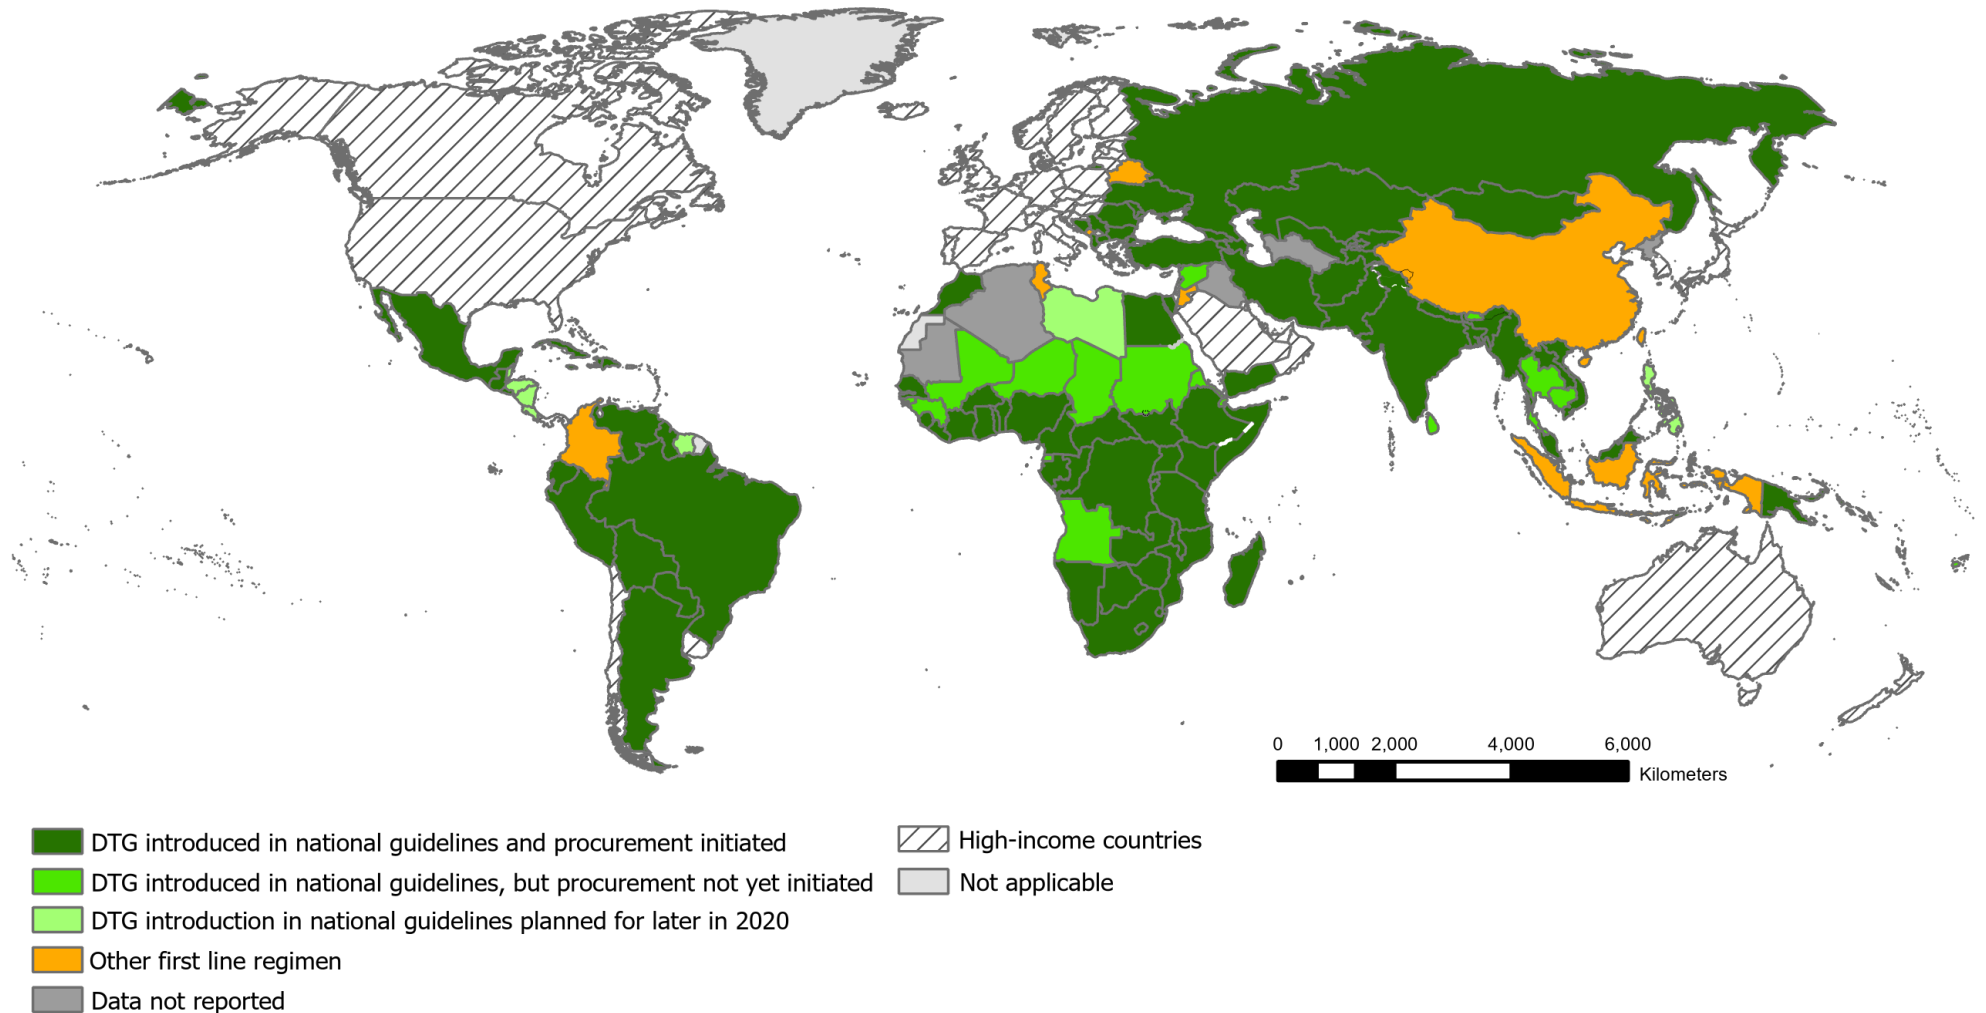 0 1,000 2,000 4,000 6,000
Kilometers
DTG introduced in national guidelines and procurement initiated
DTG introduced in national guidelines, but procurement not yet initiated
DTG introduction in national guidelines planned for later in 2020
Other first line regimen
Data not reported
High-income countries
Not applicable